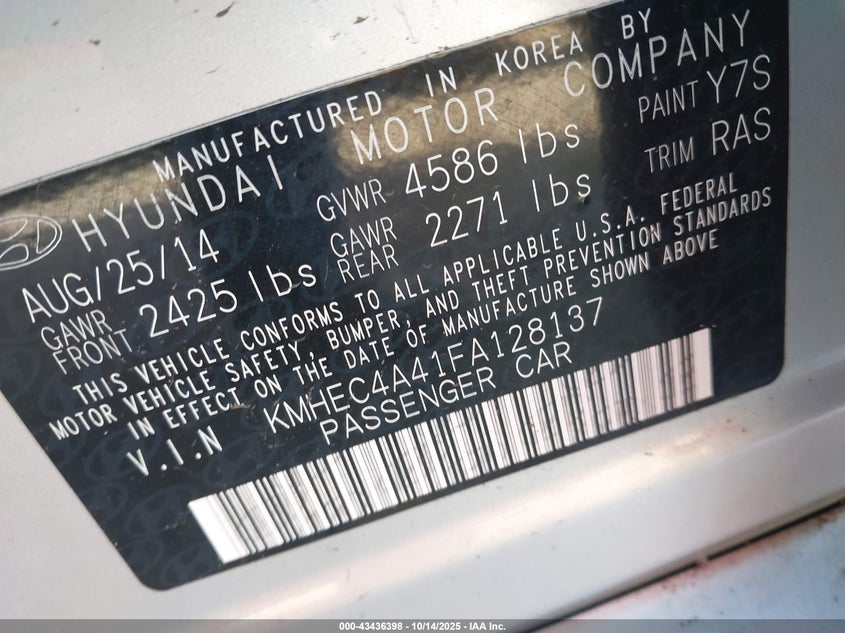 MANUFACTURED IN KOREA BY
HYUNDAI MOTOR COMPANY
AUG/25/14 GVWR 4586 lbs PAINT Y7S
GAWR FRONT 2425 lbs GAWR REAR 2271 lbs TRIM RAS
THIS VEHICLE CONFORMS TO ALL APPLICABLE U.S.A. FEDERAL
MOTOR VEHICLE SAFETY, BUMPER, AND THEFT PREVENTION STANDARDS
IN EFFECT ON THE DATE OF MANUFACTURE SHOWN ABOVE
V.I.N KMHEC4A41FA128137
PASSENGER CAR
000-43436398 - 10/14/2025 - IAA Inc.